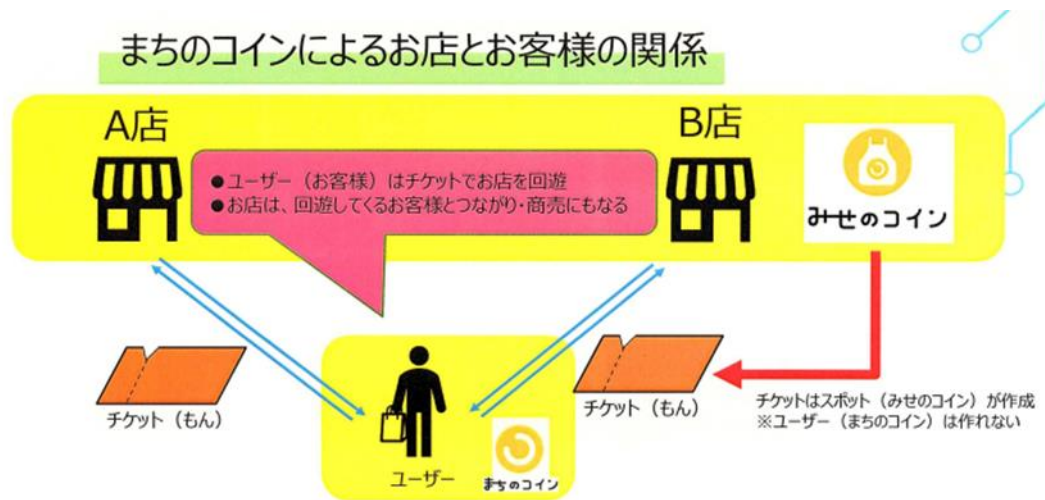 まちのコインによるお店とお客様の関係
A店
B店
●ユーザー（お客様）はチケットでお店を回遊
●お店は、回遊してくるお客様とつながり・商売にもなる
みせのコイン
チケット（もん）
チケット（もん）
チケットはスポット（みせのコイン）が作成
※ユーザー（まちのコイン）は作れない
ユーザー
まちのコイン